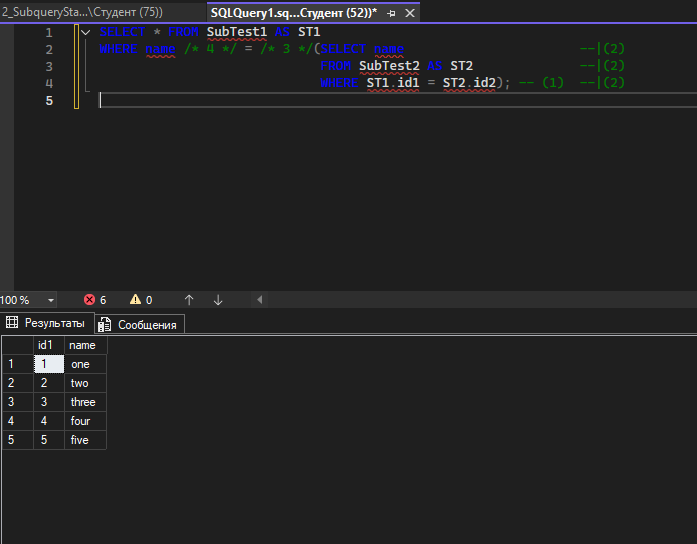 2_SubquerySta...\Студент (75))
SQLQuery1.sq...Студент (52))*
1 SELECT * FROM SubTest1 AS ST1
2 WHERE name /* 4 */ = /* 3 */(SELECT name --|(2)
3 FROM SubTest2 AS ST2 --|(2)
4 WHERE ST1.id1 = ST2.id2); -- (1) --|(2)
5
100 % 6 0
Результаты Сообщения
id1 name
1 1 one
2 2 two
3 3 three
4 4 four
5 5 five